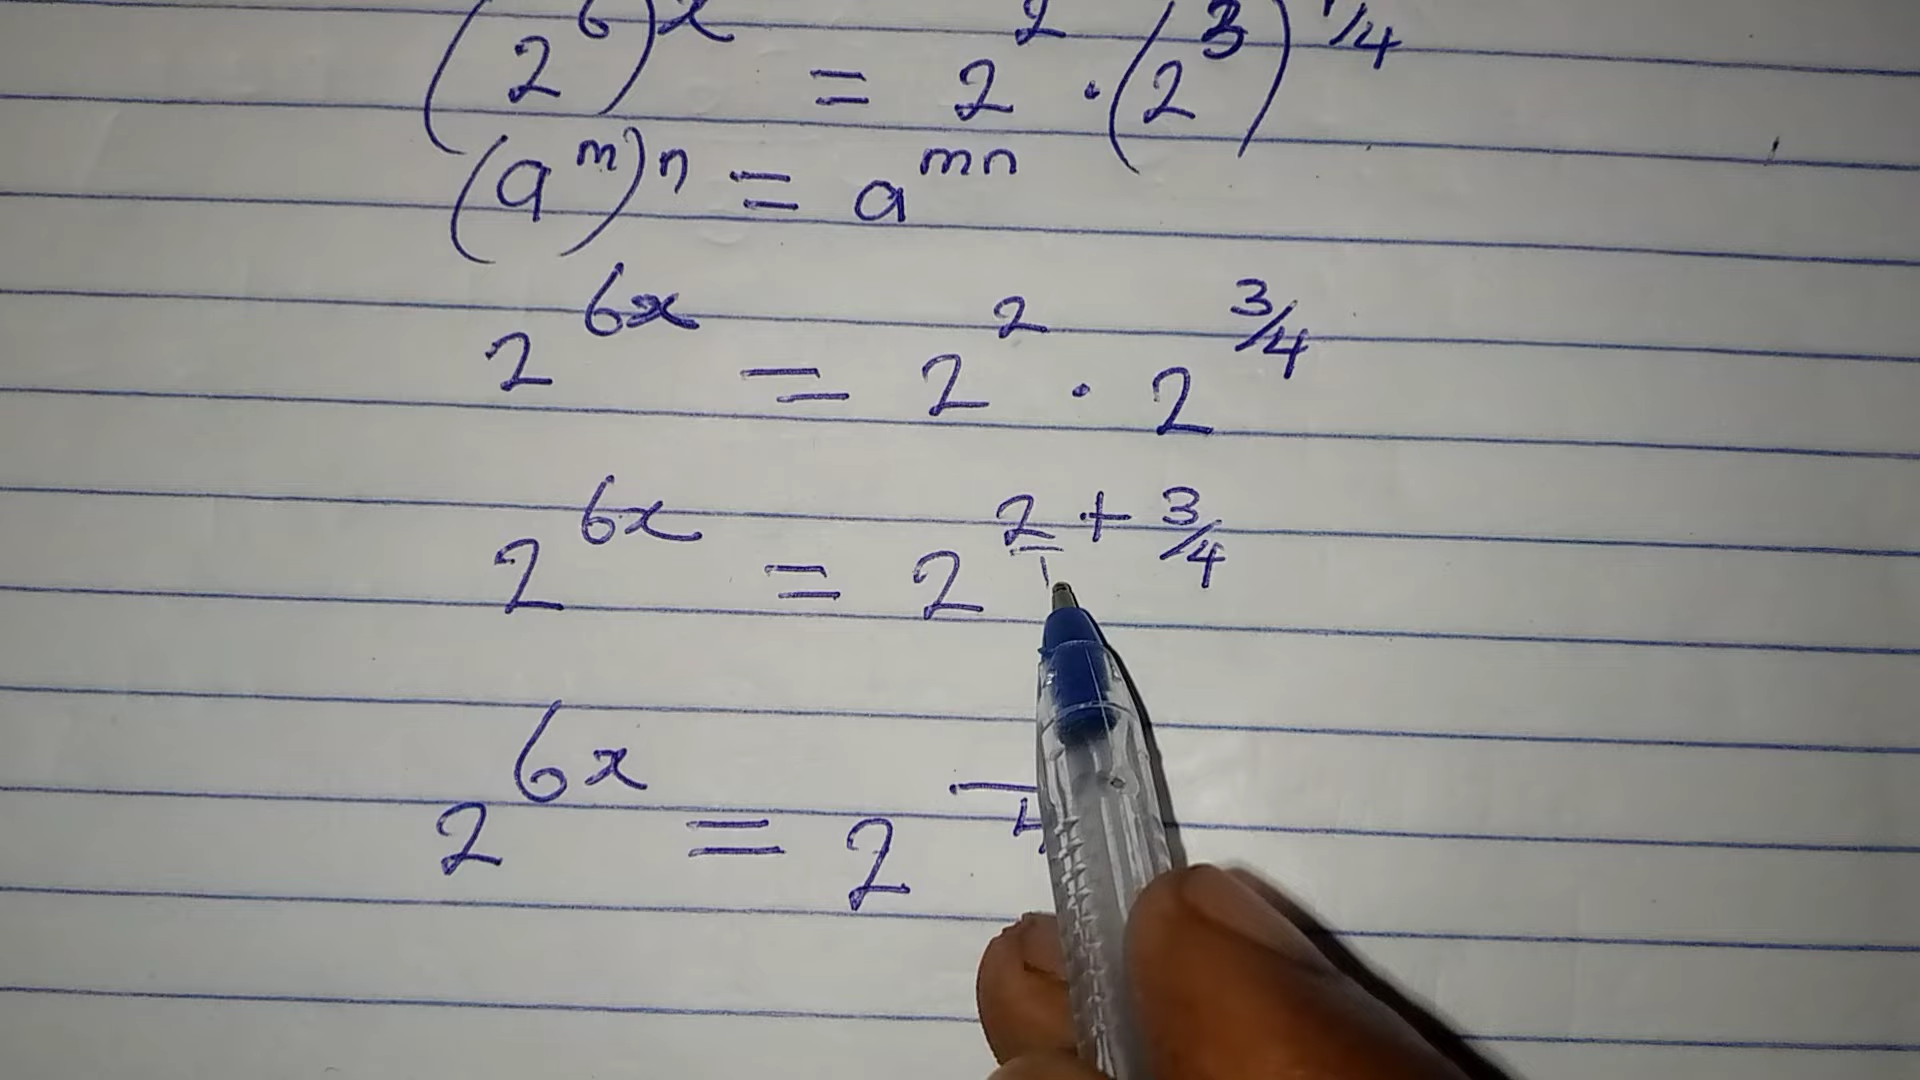 (2^6)^x = 2^2 · (2^3)^1/4
(a^m)^n = a^mn
2^6x = 2^2 · 2^3/4
2^6x = 2^2/1 + 3/4
2^6x = 2^ /4